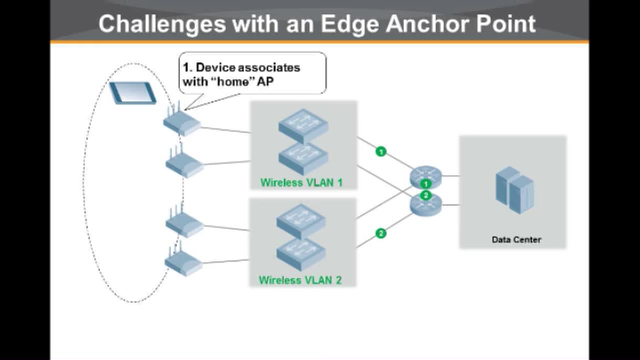 Challenges with an Edge Anchor Point
1. Device associates
with “home” AP
Wireless VLAN 1
1
1
2
2
Wireless VLAN 2
Data Center